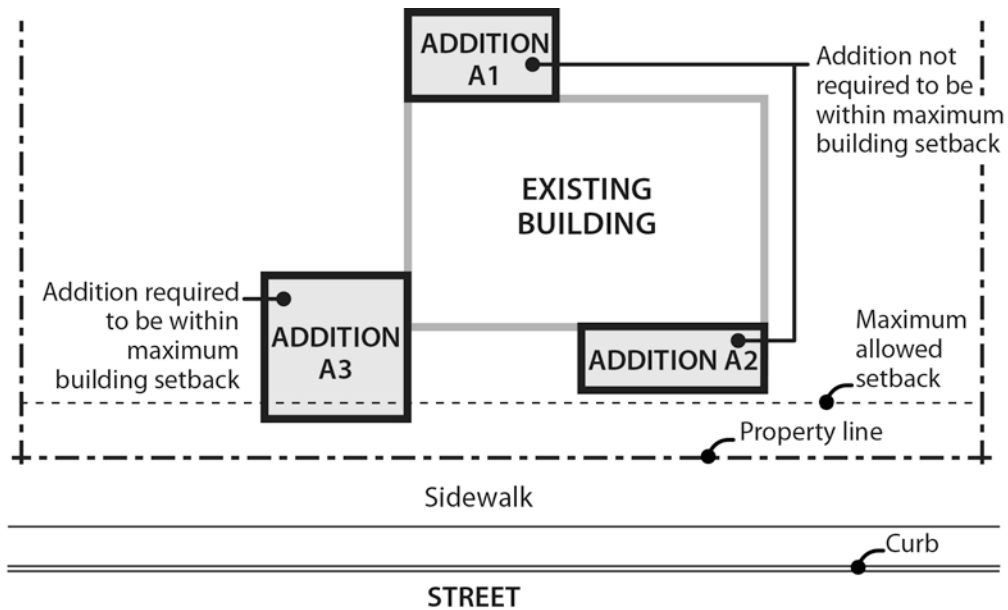 ADDITION
A1
Addition not
required to be
within maximum
building setback
EXISTING
BUILDING
Addition required
to be within
maximum
building setback
ADDITION
A3
ADDITION A2
Maximum
allowed
setback
Property line
Sidewalk
Curb
STREET